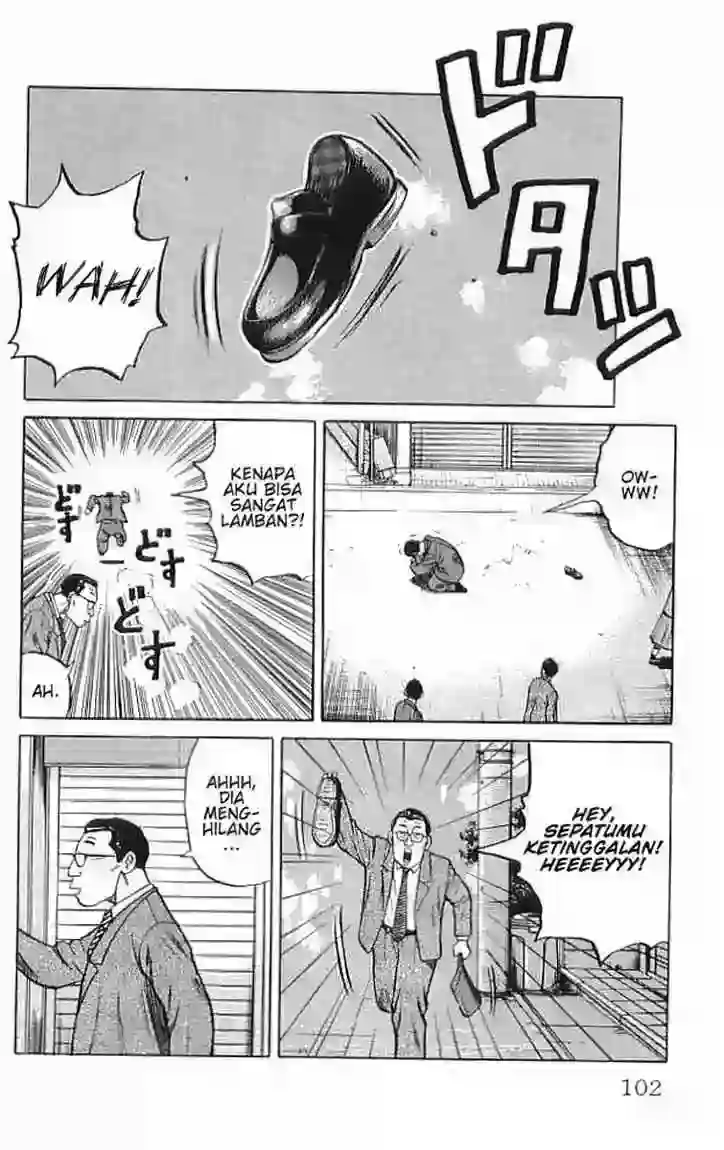 ドドタッ
WAH!
OW-
WW!
KENAPA
AKU BISA
SANGAT
LAMBAN?!
どす
どす
どす
AH.
HEY,
SEPATUMU
KETINGGALAN!
HEEEEYYY!
AHHH,
DIA
MENG-
HILANG
...
102